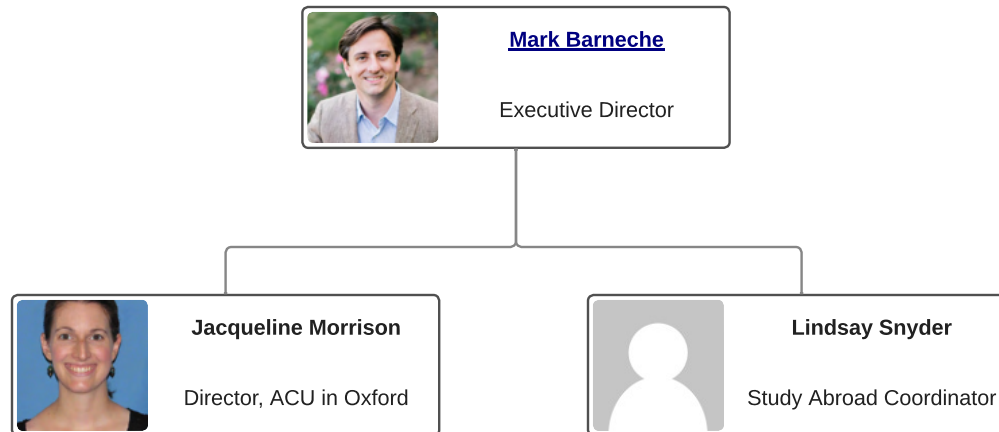 Mark Barneche
Executive Director
Jacqueline Morrison
Director, ACU in Oxford
Lindsay Snyder
Study Abroad Coordinator